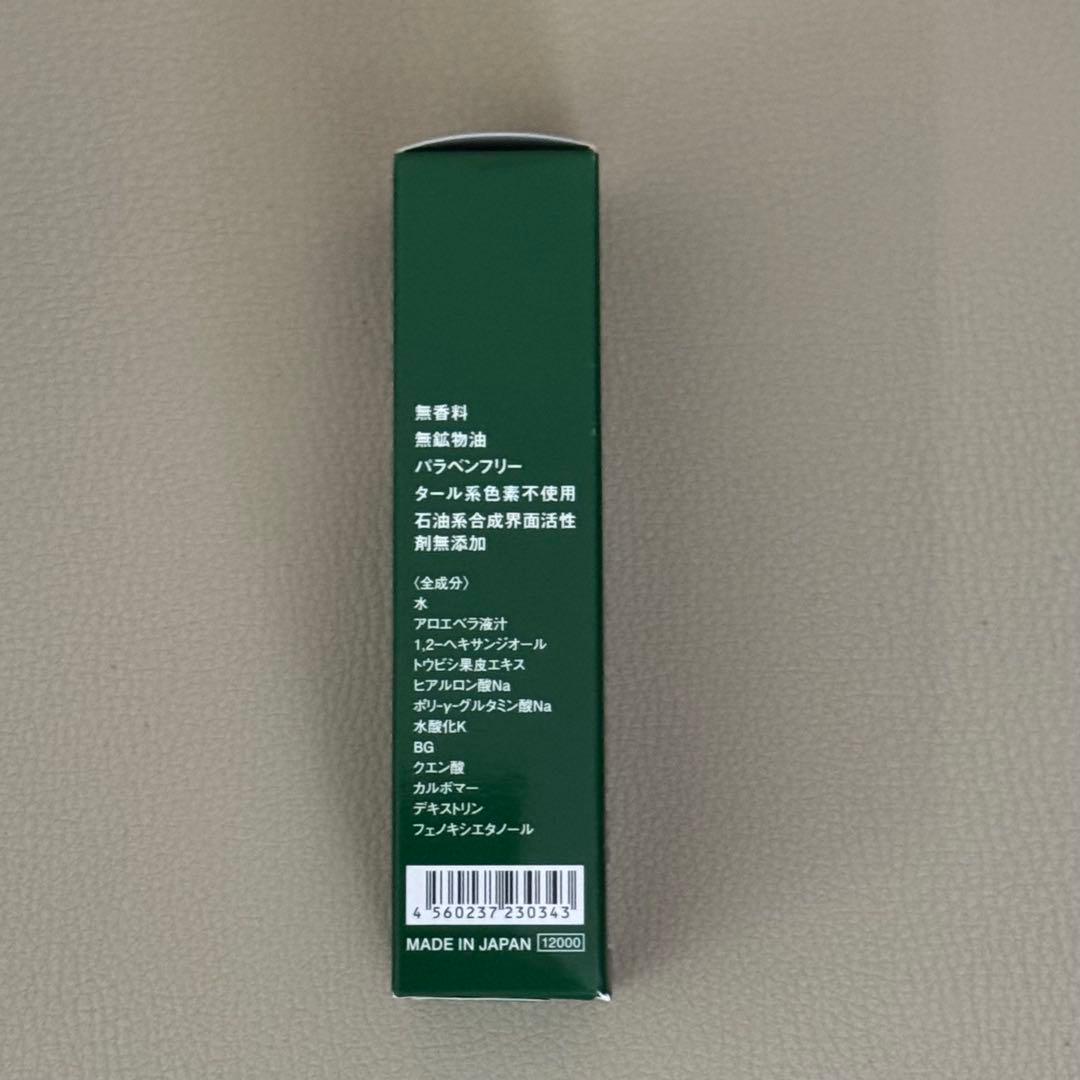 無香料
無鉱物油
パラベンフリー
タール系色素不使用
石油系合成界面活性
剤無添加
〈全成分〉
水
アロエベラ液汁
1,2-ヘキサンジオール
トウビシ果皮エキス
ヒアルロン酸Na
ポリ-γ-グルタミン酸Na
水酸化K
BG
クエン酸
カルボマー
デキストリン
フェノキシエタノール
4 560237 230343
MADE IN JAPAN 12000